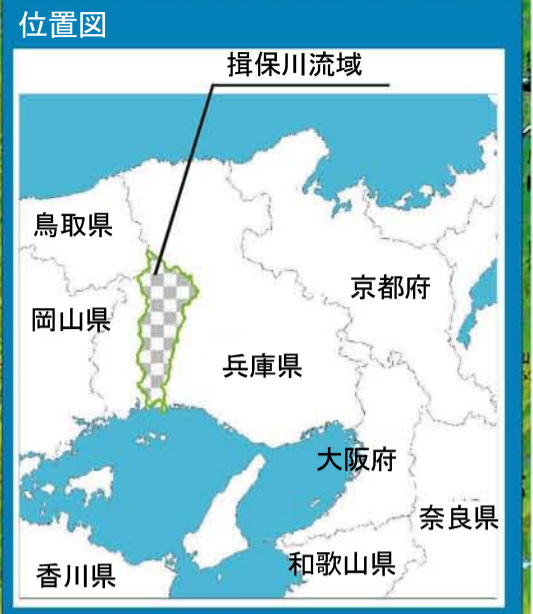 位置図
揖保川流域
鳥取県
京都府
岡山県
兵庫県
大阪府
奈良県
和歌山県
香川県